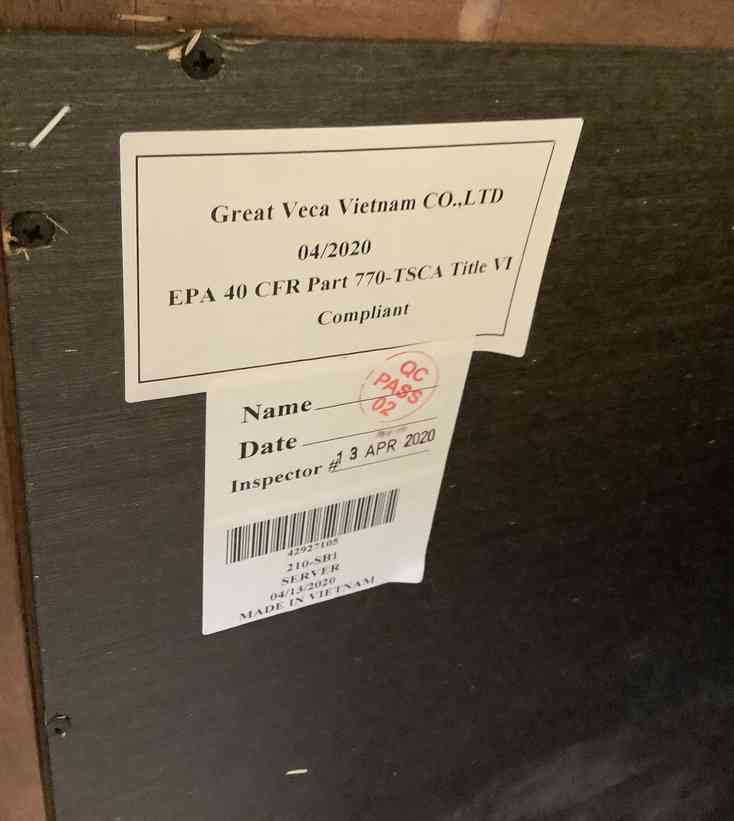 Great Veca Vietnam CO.,LTD
04/2020
EPA 40 CFR Part 770-TSCA Title VI
Compliant
QC
PASS
02
Name
Date
Inspector # 13 APR 2020
42927105
210-SB1
SERVER
04/13/2020
MADE IN VIETNAM